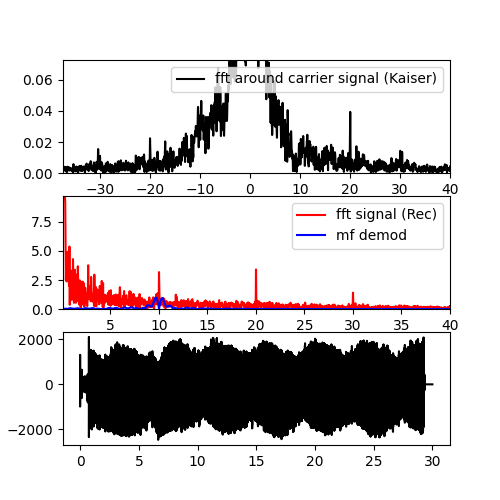 fft around carrier signal (Kaiser)
0.06
0.04
0.02
0.00
−30 −20 −10 0 10 20 30 40
fft signal (Rec)
mf demod
7.5
5.0
2.5
0.0
5 10 15 20 25 30 35 40
2000
0
−2000
0 5 10 15 20 25 30